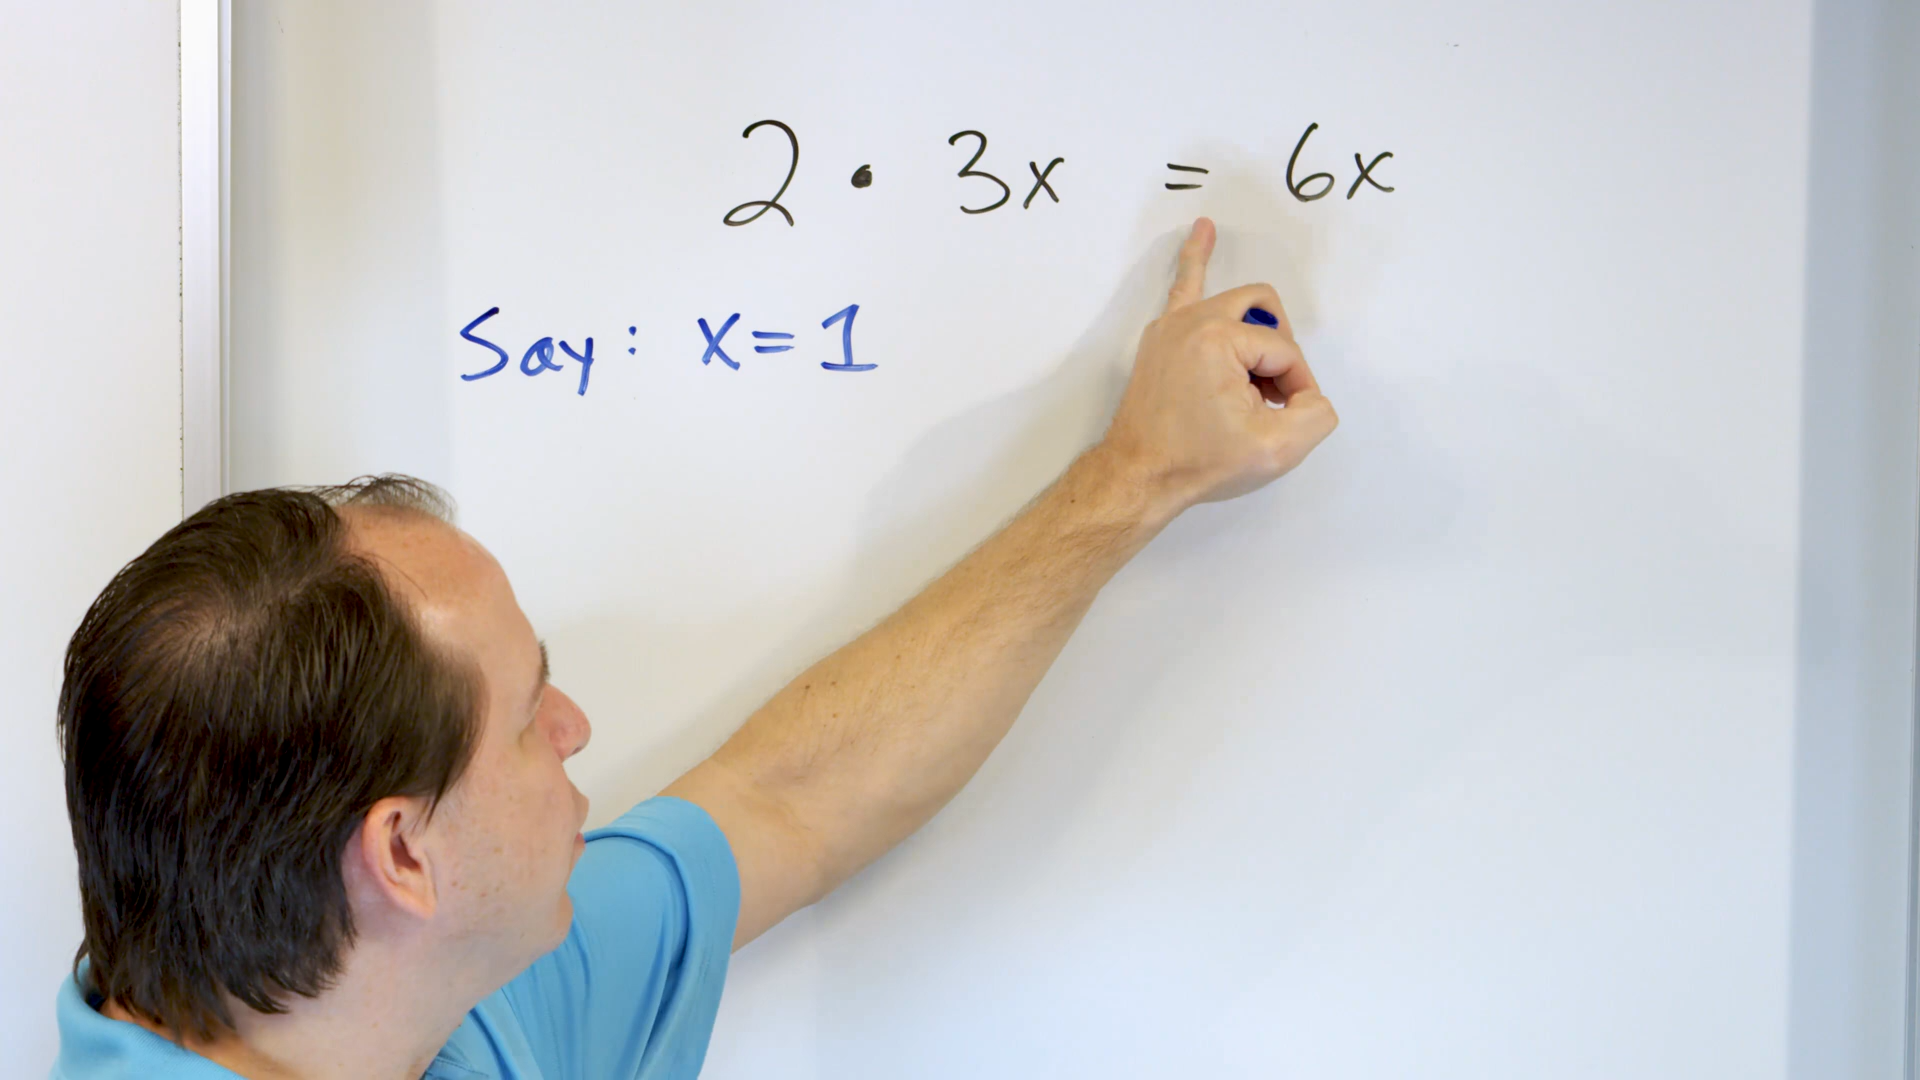 2 • 3x = 6x
Say: x=1